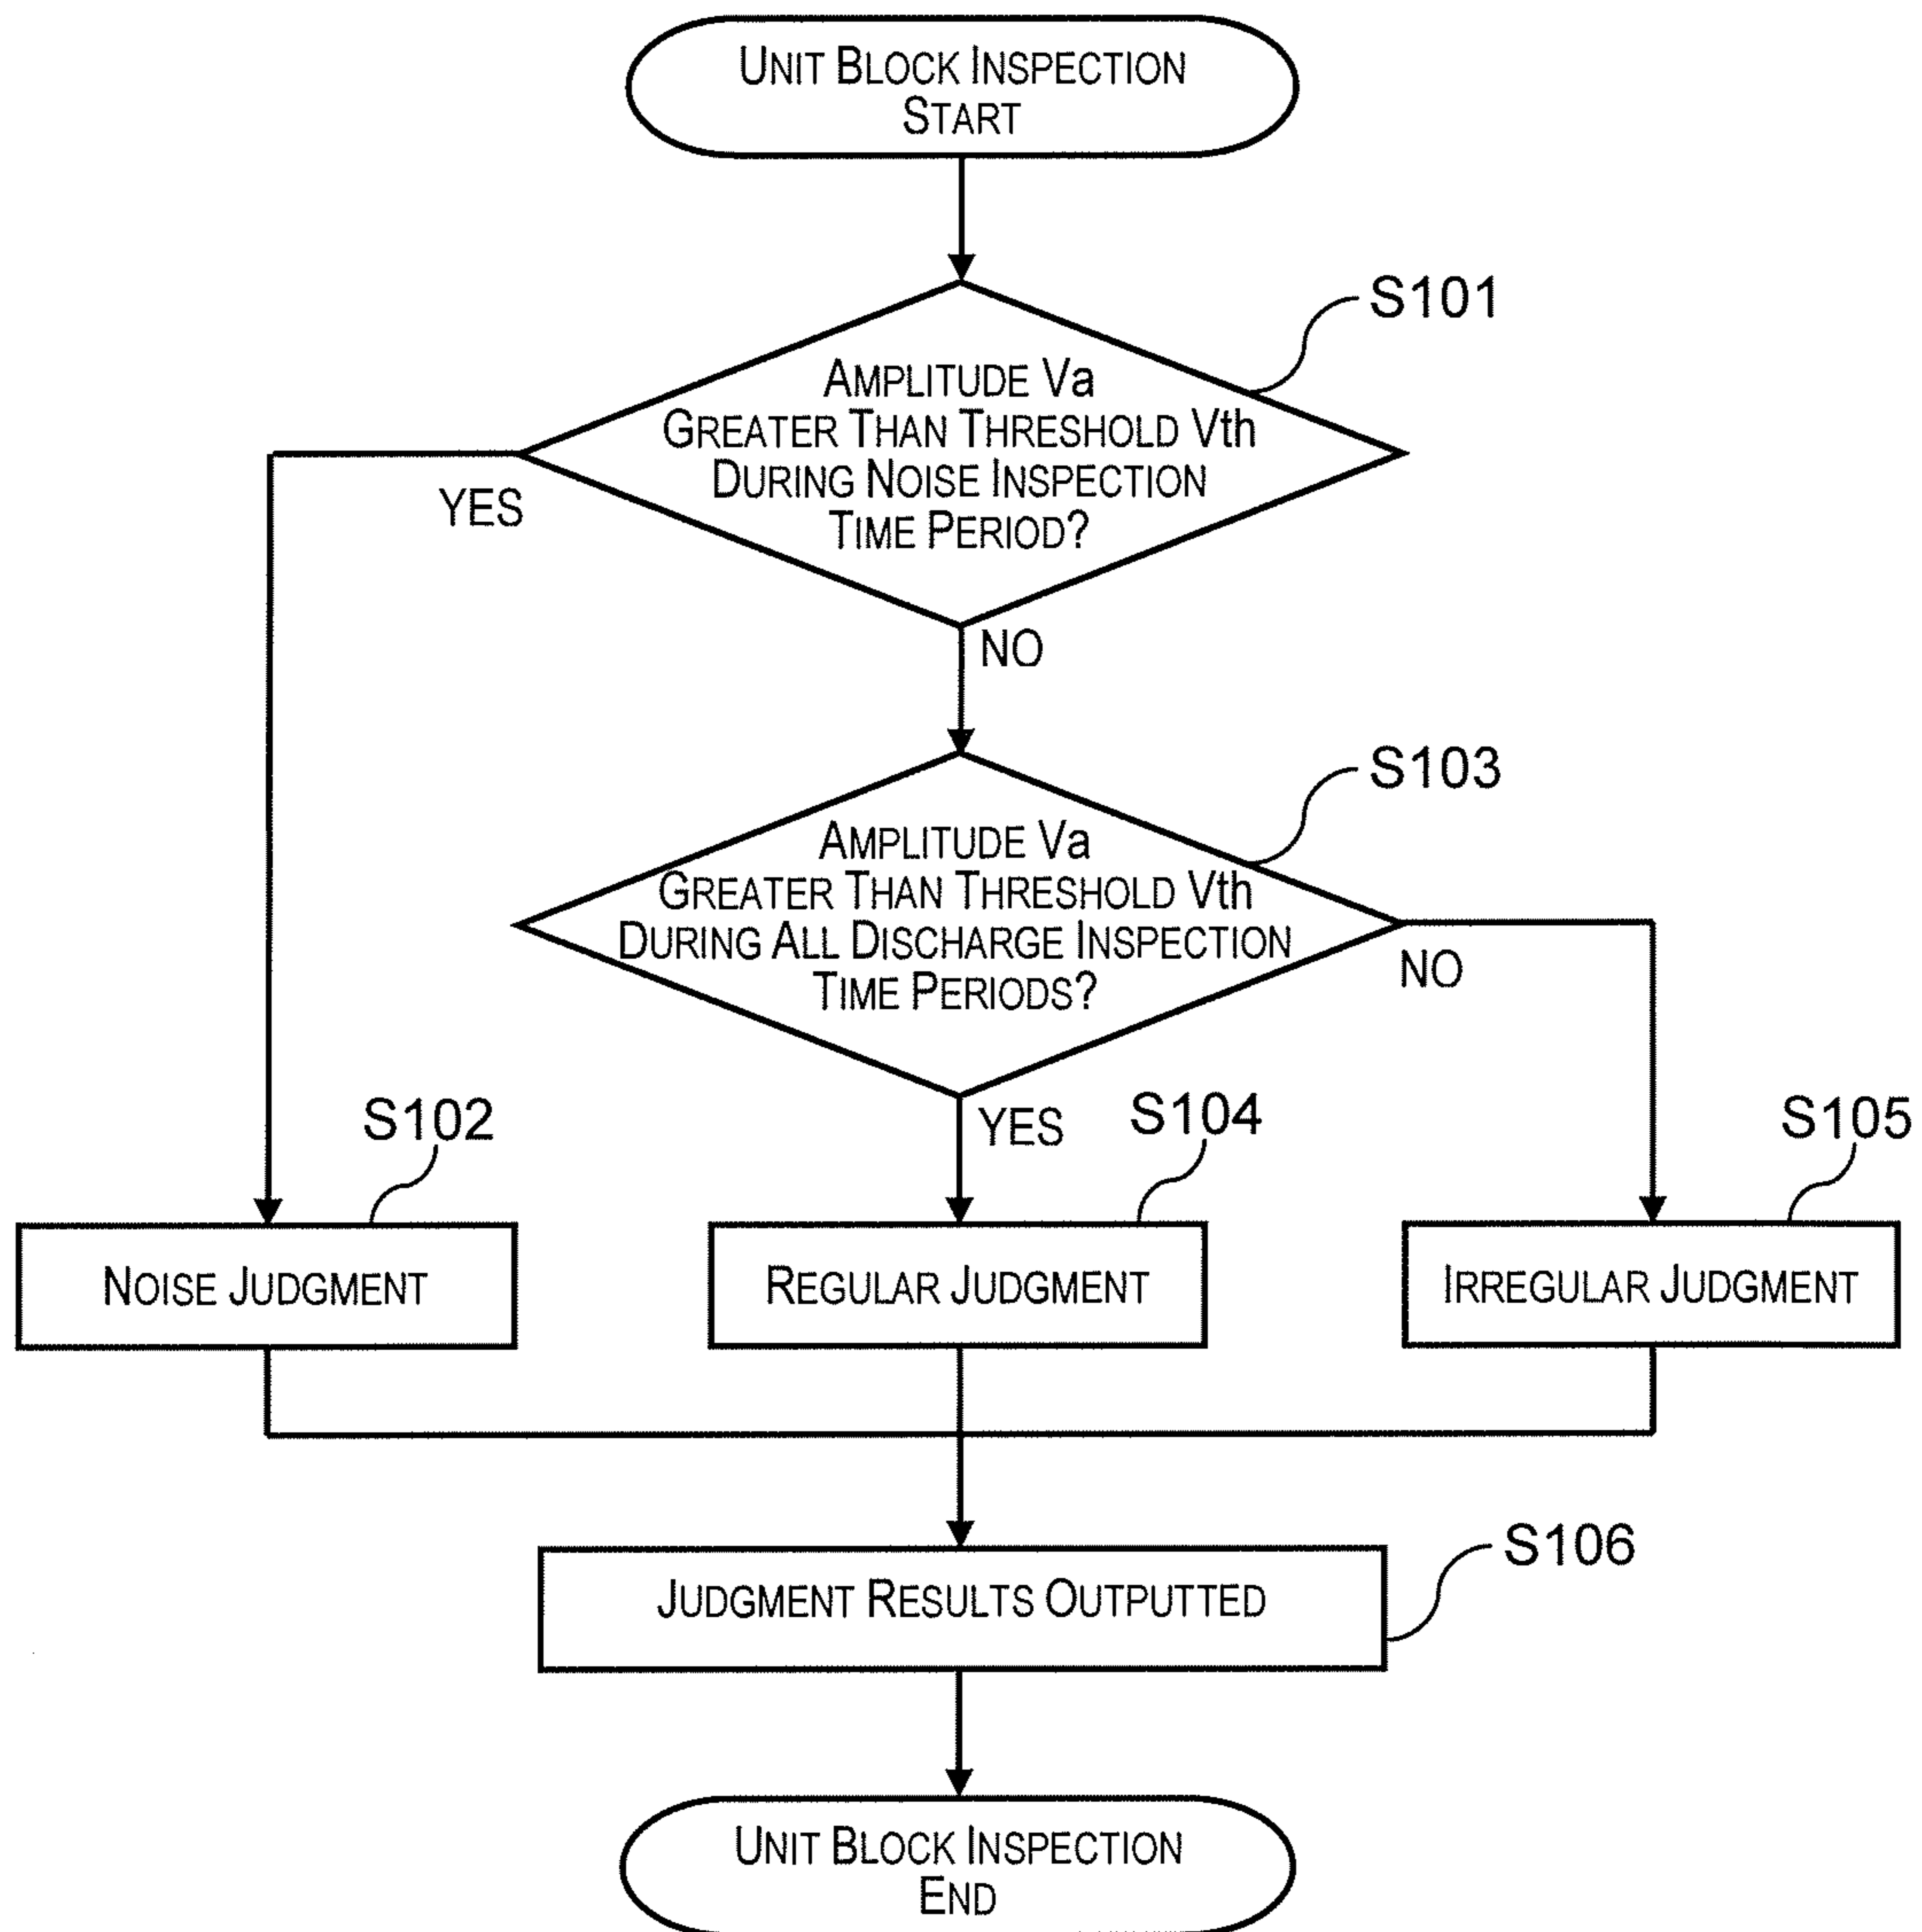 UNIT BLOCK INSPECTION
START
S101
AMPLITUDE Va
GREATER THAN THRESHOLD Vth
DURING NOISE INSPECTION
TIME PERIOD?
YES
NO
S103
AMPLITUDE Va
GREATER THAN THRESHOLD Vth
DURING ALL DISCHARGE INSPECTION
TIME PERIODS?
NO
YES
S102
S104
S105
NOISE JUDGMENT
REGULAR JUDGMENT
IRREGULAR JUDGMENT
S106
JUDGMENT RESULTS OUTPUTTED
UNIT BLOCK INSPECTION
END